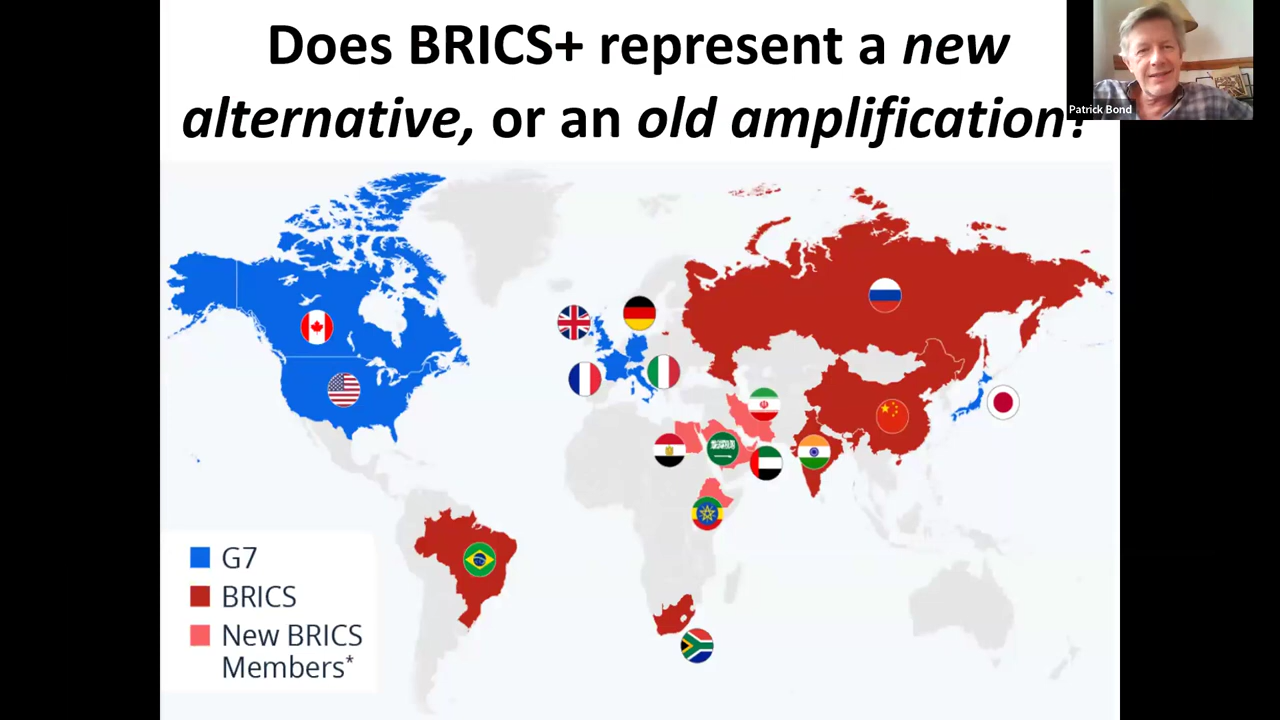 Does BRICS+ represent a new
alternative, or an old amplification?
Patrick Bond
G7
BRICS
New BRICS
Members*